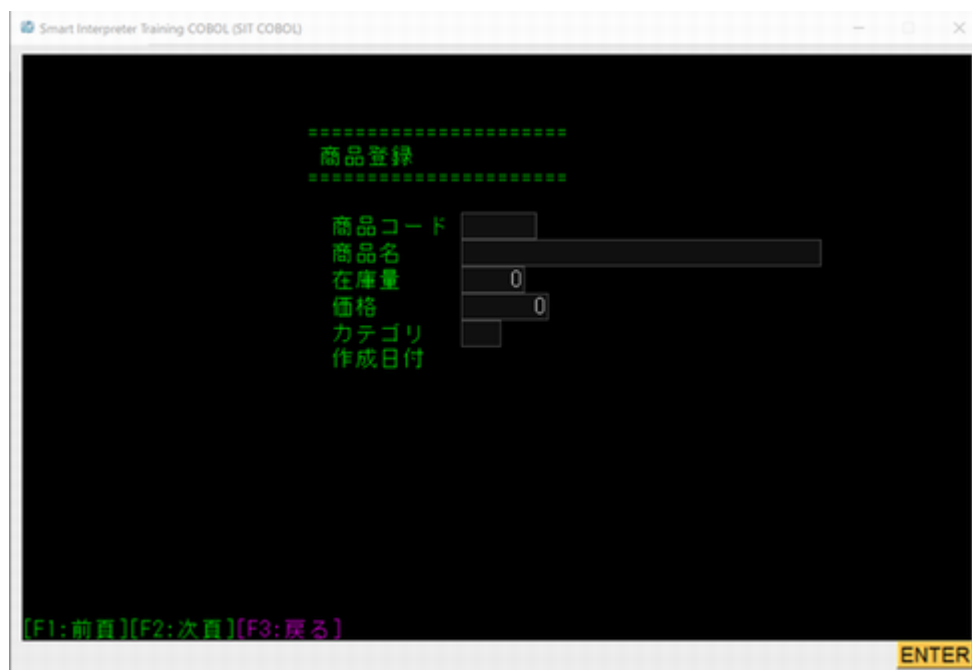 Smart Interpreter Training COBOL (SIT COBOL)
======================
商品登録
======================
商品コード
商品名
在庫量 0
価格 0
カテゴリ
作成日付
[F1:前頁][F2:次頁][F3:戻る]
ENTER